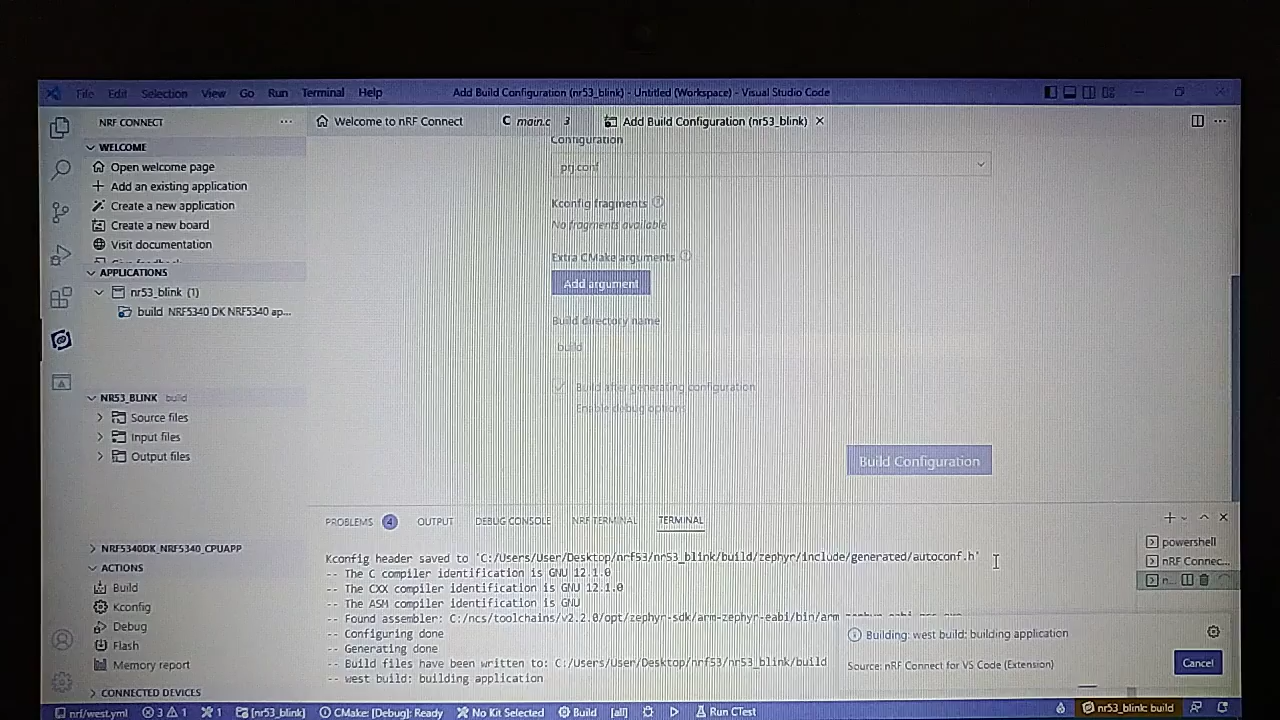 File Edit Selection View Go Run Terminal Help
Add Build Configuration (nr53_blink) - Untitled (Workspace) - Visual Studio Code
NRF CONNECT ...
Welcome to nRF Connect
C main.c 3
Add Build Configuration (nr53_blink)
WELCOME
Open welcome page
Add an existing application
Create a new application
Create a new board
Visit documentation
APPLICATIONS
nr53_blink (1)
build NRF5340 DK NRF5340 ap...
NR53_BLINK build
Source files
Input files
Output files
NRF5340DK_NRF5340_CPUAPP
ACTIONS
Build
Kconfig
Debug
Flash
Memory report
CONNECTED DEVICES
Configuration
prj.conf
Kconfig fragments
No fragments available
Extra CMake arguments
Add argument
Build directory name
build
Build after generating configuration
Enable debug options
Build Configuration
PROBLEMS 4 OUTPUT DEBUG CONSOLE NRF TERMINAL TERMINAL
Kconfig header saved to 'C:/Users/User/Desktop/nrf53/nr53_blink/build/zephyr/include/generated/autoconf.h'
-- The C compiler identification is GNU 12.1.0
-- The CXX compiler identification is GNU 12.1.0
-- The ASM compiler identification is GNU
-- Found assembler: C:/ncs/toolchains/v2.2.0/opt/zephyr-sdk/arm-zephyr-eabi/bin/arm
-- Configuring done
-- Generating done
-- Build files have been written to: C:/Users/User/Desktop/nrf53/nr53_blink/build
-- west build: building application
powershell
nRF Connec...
n...
Building: west build: building application
Source: nRF Connect for VS Code (Extension)
Cancel
nrf/west.yml 3 1 1 [nr53_blink] CMake: [Debug]: Ready No Kit Selected Build [all] Run CTest nr53_blink: build